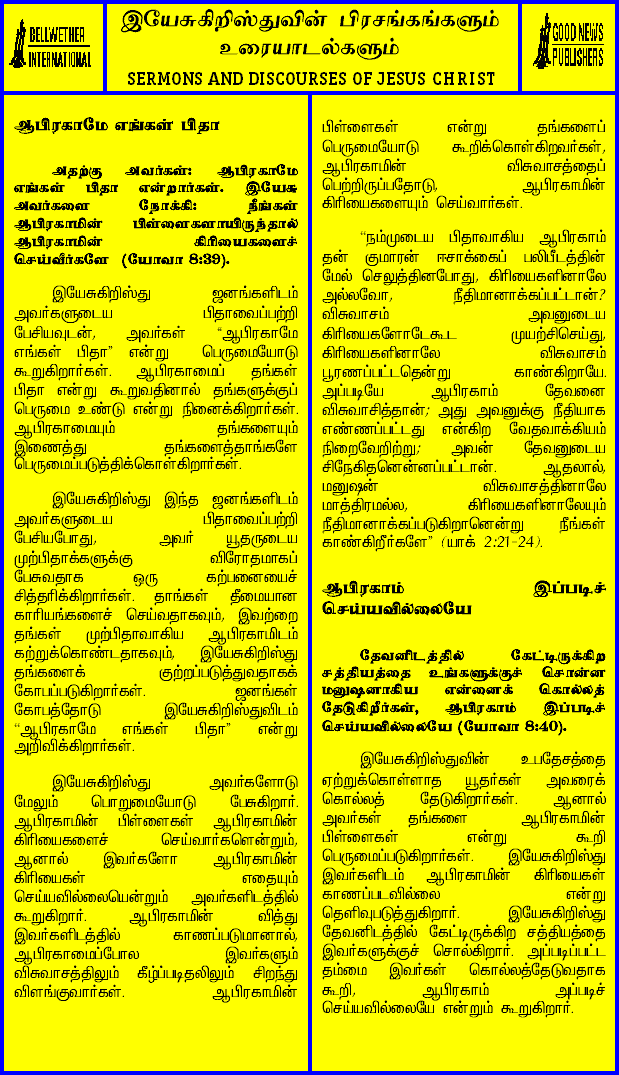 BELLWETHER
INTERNATIONAL
இயேசுகிறிஸ்துவின் பிரசங்கங்களும்
உரையாடல்களும்
SERMONS AND DISCOURSES OF JESUS CHRIST
GOOD NEWS
PUBLISHERS
ஆபிரகாமே எங்கள் பிதா
அதற்கு அவர்கள்: ஆபிரகாமே
எங்கள் பிதா என்றார்கள். இயேசு
அவர்களை நோக்கி: நீங்கள்
ஆபிரகாமின் பிள்ளைகளாயிருந்தால்
ஆபிரகாமின் கிரியைகளைச்
செய்வீர்களே (யோவா 8:39).
இயேசுகிறிஸ்து ஜனங்களிடம்
அவர்களுடைய பிதாவைப்பற்றி
பேசியவுடன், அவர்கள் “ஆபிரகாமே
எங்கள் பிதா” என்று பெருமையோடு
கூறுகிறார்கள். ஆபிரகாமைப் தங்கள்
பிதா என்று கூறுவதினால் தங்களுக்குப்
பெருமை உண்டு என்று நினைக்கிறார்கள்.
ஆபிரகாமையும் தங்களையும்
இணைத்து தங்களைத்தாங்களே
பெருமைப்படுத்திக்கொள்கிறார்கள்.
இயேசுகிறிஸ்து இந்த ஜனங்களிடம்
அவர்களுடைய பிதாவைப்பற்றி
பேசியபோது, அவர் யூதருடைய
முற்பிதாக்களுக்கு விரோதமாகப்
பேசுவதாக ஒரு கற்பனையைச்
சித்தரிக்கிறார்கள். தாங்கள் தீமையான
காரியங்களைச் செய்வதாகவும், இவற்றை
தங்கள் முற்பிதாவாகிய ஆபிரகாமிடம்
கற்றுக்கொண்டதாகவும், இயேசுகிறிஸ்து
தங்களைக் குற்றப்படுத்துவதாகக்
கோபப்படுகிறார்கள். ஜனங்கள்
கோபத்தோடு இயேசுகிறிஸ்துவிடம்
“ஆபிரகாமே எங்கள் பிதா” என்று
அறிவிக்கிறார்கள்.
இயேசுகிறிஸ்து அவர்களோடு
மேலும் பொறுமையோடு பேசுகிறார்.
ஆபிரகாமின் பிள்ளைகள் ஆபிரகாமின்
கிரியைகளைச் செய்வார்களென்றும்,
ஆனால் இவர்களோ ஆபிரகாமின்
கிரியைகள் எதையும்
செய்யவில்லையென்றும் அவர்களிடத்தில்
கூறுகிறார். ஆபிரகாமின் வித்து
இவர்களிடத்தில் காணப்படுமானால்,
ஆபிரகாமைப்போல இவர்களும்
விசுவாசத்திலும் கீழ்ப்படிதலிலும் சிறந்து
விளங்குவார்கள். ஆபிரகாமின்
பிள்ளைகள் என்று தங்களைப்
பெருமையோடு கூறிக்கொள்கிறவர்கள்,
ஆபிரகாமின் விசுவாசத்தைப்
பெற்றிருப்பதோடு, ஆபிரகாமின்
கிரியைகளையும் செய்வார்கள்.
“நம்முடைய பிதாவாகிய ஆபிரகாம்
தன் குமாரன் ஈசாக்கைப் பலிபீடத்தின்
மேல் செலுத்தினபோது, கிரியைகளினாலே
அல்லவோ, நீதிமானாக்கப்பட்டான்?
விசுவாசம் அவனுடைய
கிரியைகளோடேகூட முயற்சிசெய்து,
கிரியைகளினாலே விசுவாசம்
பூரணப்பட்டதென்று காண்கிறாயே.
அப்படியே ஆபிரகாம் தேவனை
விசுவாசித்தான்; அது அவனுக்கு நீதியாக
எண்ணப்பட்டது என்கிற வேதவாக்கியம்
நிறைவேறிற்று; அவன் தேவனுடைய
சிநேகிதனென்னப்பட்டான். ஆதலால்,
மனுஷன் விசுவாசத்தினாலே
மாத்திரமல்ல, கிரியைகளினாலேயும்
நீதிமானாக்கப்படுகிறானென்று நீங்கள்
காண்கிறீர்களே” (யாக் 2:21-24).
ஆபிரகாம் இப்படிச்
செய்யவில்லையே
தேவனிடத்தில் கேட்டிருக்கிற
சத்தியத்தை உங்களுக்குச் சொன்ன
மனுஷனாகிய என்னைக் கொல்லத்
தேடுகிறீர்கள், ஆபிரகாம் இப்படிச்
செய்யவில்லையே (யோவா 8:40).
இயேசுகிறிஸ்துவின் உபதேசத்தை
ஏற்றுக்கொள்ளாத யூதர்கள் அவரைக்
கொல்லத் தேடுகிறார்கள். ஆனால்
அவர்கள் தங்களை ஆபிரகாமின்
பிள்ளைகள் என்று கூறி
பெருமைப்படுகிறார்கள். இயேசுகிறிஸ்து
இவர்களிடம் ஆபிரகாமின் கிரியைகள்
காணப்படவில்லை என்று
தெளிவுபடுத்துகிறார். இயேசுகிறிஸ்து
தேவனிடத்தில் கேட்டிருக்கிற சத்தியத்தை
இவர்களுக்குச் சொல்கிறார். அப்படிப்பட்ட
தம்மை இவர்கள் கொல்லத்தேடுவதாக
கூறி, ஆபிரகாம் அப்படிச்
செய்யவில்லையே என்றும் கூறுகிறார்.